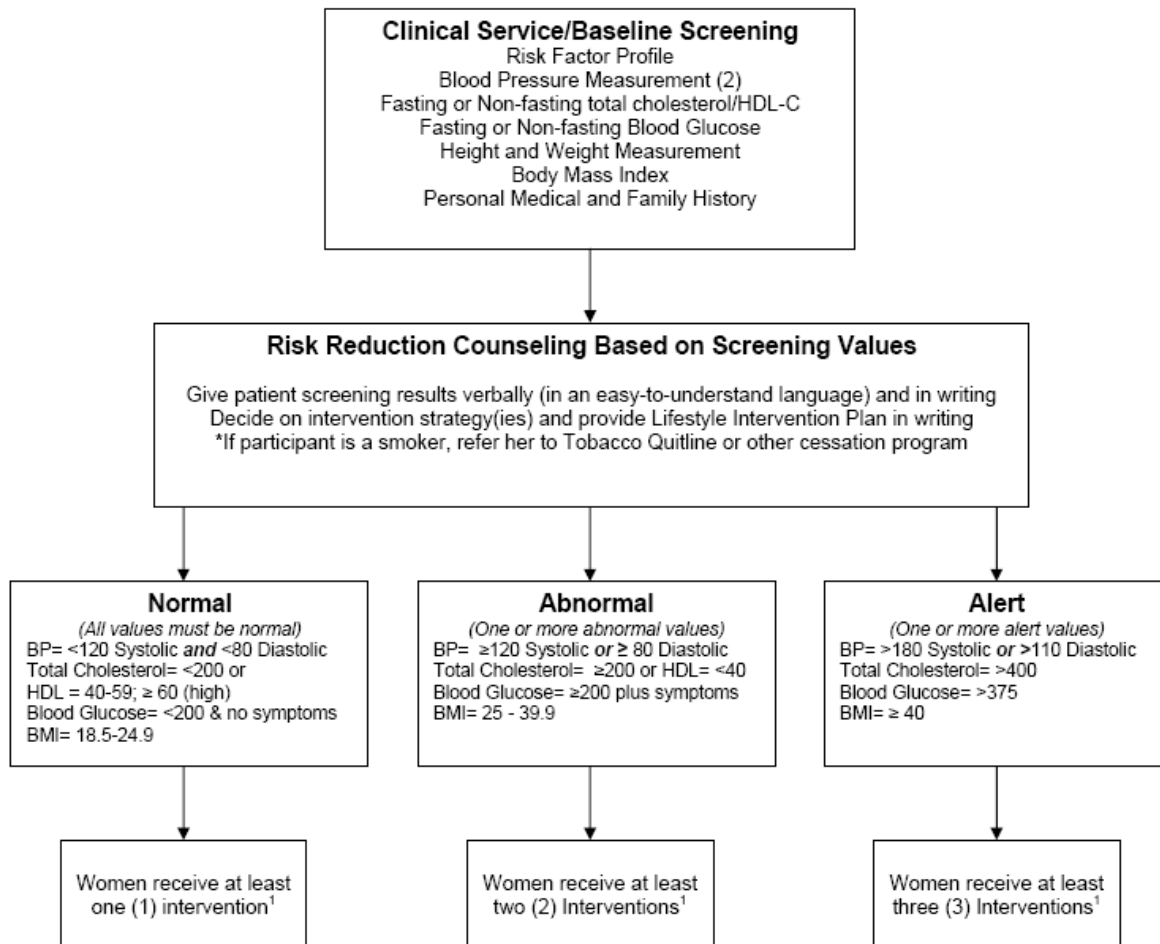 Clinical Service/Baseline Screening
Risk Factor Profile
Blood Pressure Measurement (2)
Fasting or Non-fasting total cholesterol/HDL-C
Fasting or Non-fasting Blood Glucose
Height and Weight Measurement
Body Mass Index
Personal Medical and Family History
Risk Reduction Counseling Based on Screening Values
Give patient screening results verbally (in an easy-to-understand language) and in writing
Decide on intervention strategy(ies) and provide Lifestyle Intervention Plan in writing
*If participant is a smoker, refer her to Tobacco Quitline or other cessation program
Normal
(All values must be normal)
BP= <120 Systolic and <80 Diastolic
Total Cholesterol= <200 or
HDL = 40-59; ≥ 60 (high)
Blood Glucose= <200 & no symptoms
BMI= 18.5-24.9
Abnormal
(One or more abnormal values)
BP= ≥120 Systolic or ≥ 80 Diastolic
Total Cholesterol= ≥200 or HDL= <40
Blood Glucose= ≥200 plus symptoms
BMI= 25 - 39.9
Alert
(One or more alert values)
BP= >180 Systolic or >110 Diastolic
Total Cholesterol= >400
Blood Glucose= >375
BMI= ≥ 40
Women receive at least
one (1) intervention¹
Women receive at least
two (2) Interventions¹
Women receive at least
three (3) Interventions¹